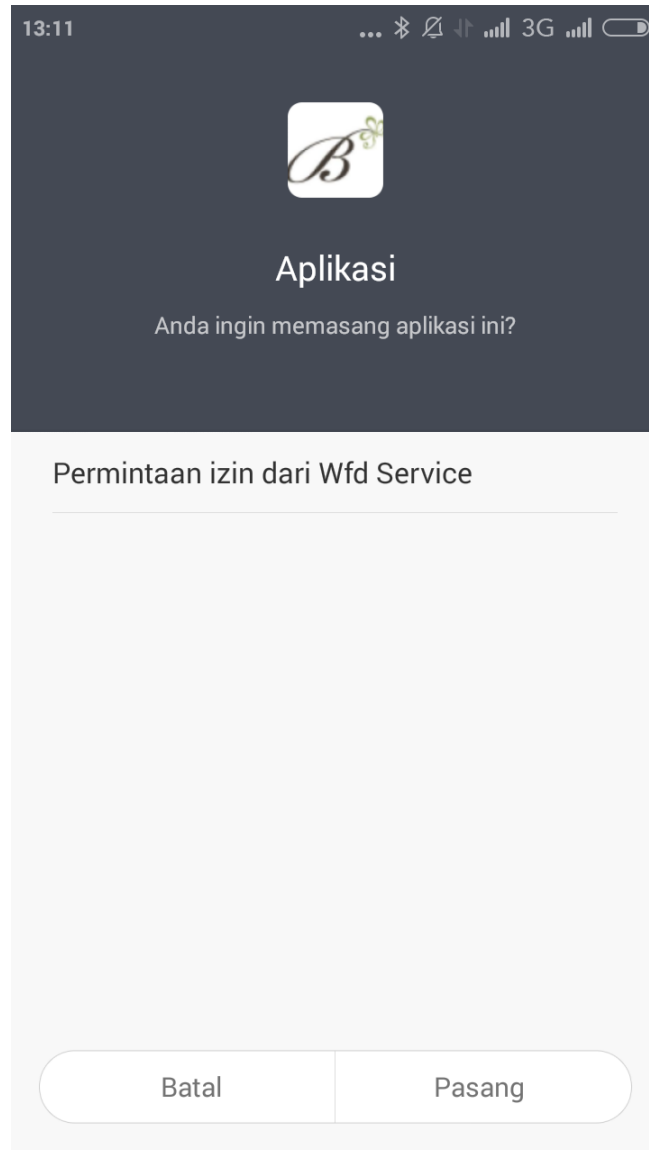 13:11 ... 3G
B
Aplikasi
Anda ingin memasang aplikasi ini?
Permintaan izin dari Wfd Service
Batal Pasang